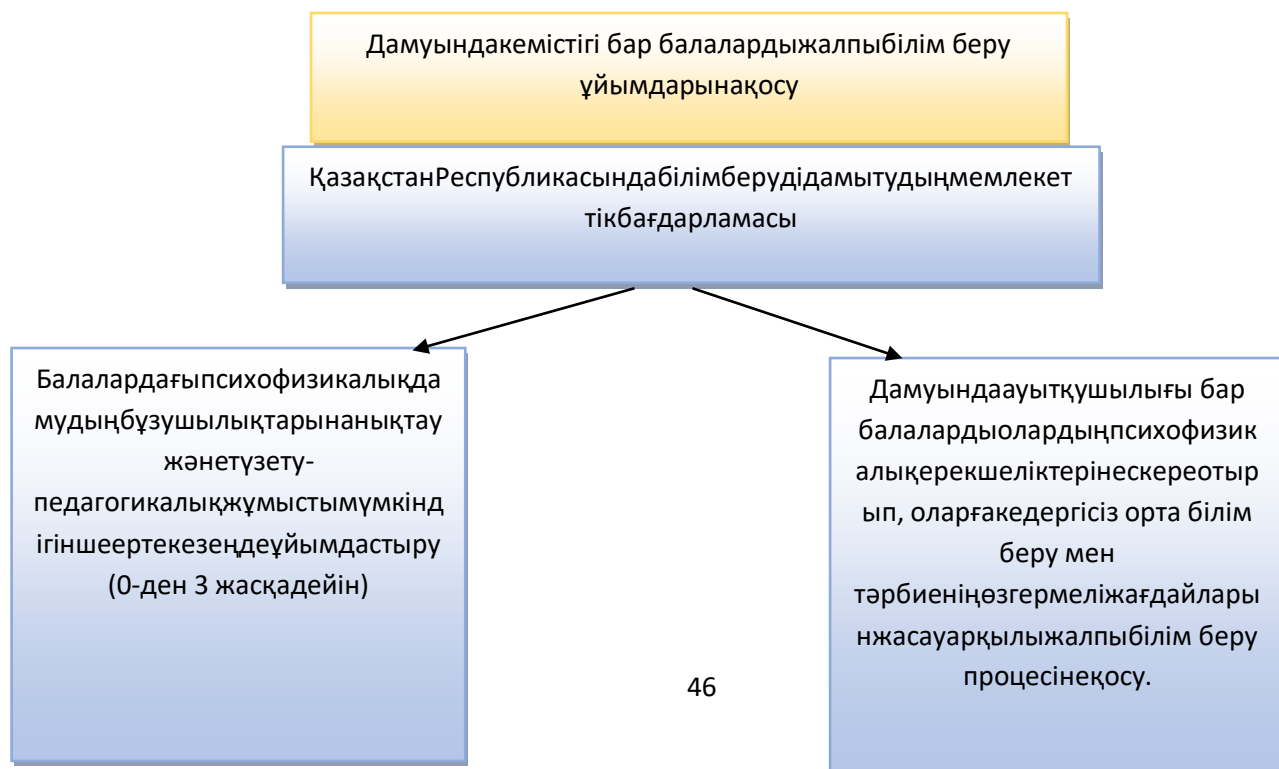 Дамуындакемістігі бар балалардыжалпыбілім беру
ұйымдарынақосу
ҚазақстанРеспубликасындабілімберудідамытудыңмемлекет
тікбағдарламасы
Балалардағыпсихофизикалықда
мудыңбұзушылықтарынанықтау
жәнетүзету-
педагогикалықжұмыстымүмкінд
ігіншеертекезеңдеұйымдастыру
(0-ден 3 жасқадейін)
Дамуындаауытқушылығы бар
балалардыолардыңпсихофизик
алықерекшеліктерінескереотыр
ып, оларғакедергісіз орта білім
беру мен
тәрбиеніңөзгермеліжағдайлары
нжасауарқылыжалпыбілім беру
процесінеқосу.
46